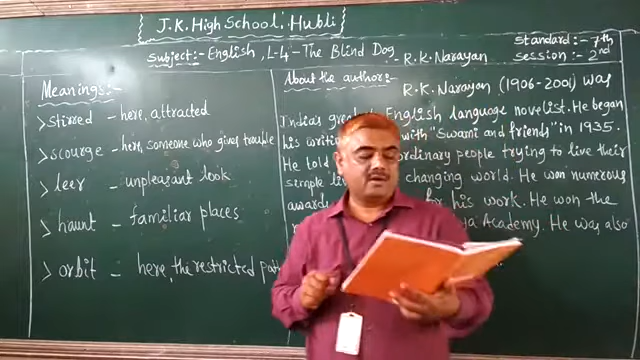 J.K. High School : Hubli
Subject:- English, L-4 - The Blind Dog - R.K. Narayan
Standard:- 7th
Session:- 2nd
Meanings:-
> stirred - here, attracted
> scourge - here, someone who gives trouble
> leer - unpleasant look
> haunt - familiar places
> orbit - here, the restricted
About the author:-
R.K. Narayan (1906-2001) was
India's English language novelist. He began
his with "Swami and friends" in 1935.
He told ordinary people trying to live their
simple changing world. He won numerous
awards for his work. He won the
Academy. He was also